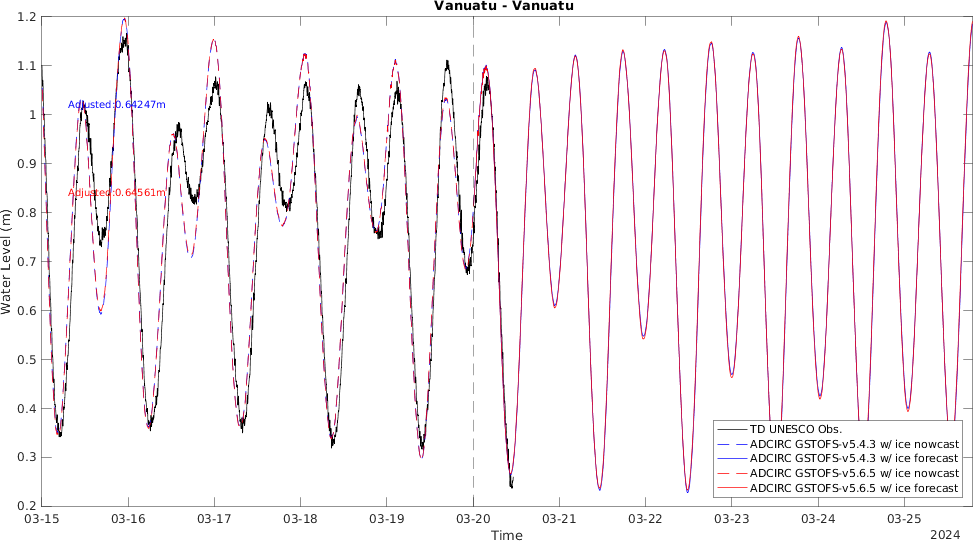 Vanuatu - Vanuatu
1.2
1.1
1
0.9
0.8
0.7
0.6
0.5
0.4
0.3
0.2
Water Level (m)
Adjusted:0.64247m
Adjusted:0.64561m
TD UNESCO Obs.
ADCIRC GSTOFS-v5.4.3 w/ ice nowcast
ADCIRC GSTOFS-v5.4.3 w/ ice forecast
ADCIRC GSTOFS-v5.6.5 w/ ice nowcast
ADCIRC GSTOFS-v5.6.5 w/ ice forecast
03-15 03-16 03-17 03-18 03-19 03-20 03-21 03-22 03-23 03-24 03-25
Time
2024